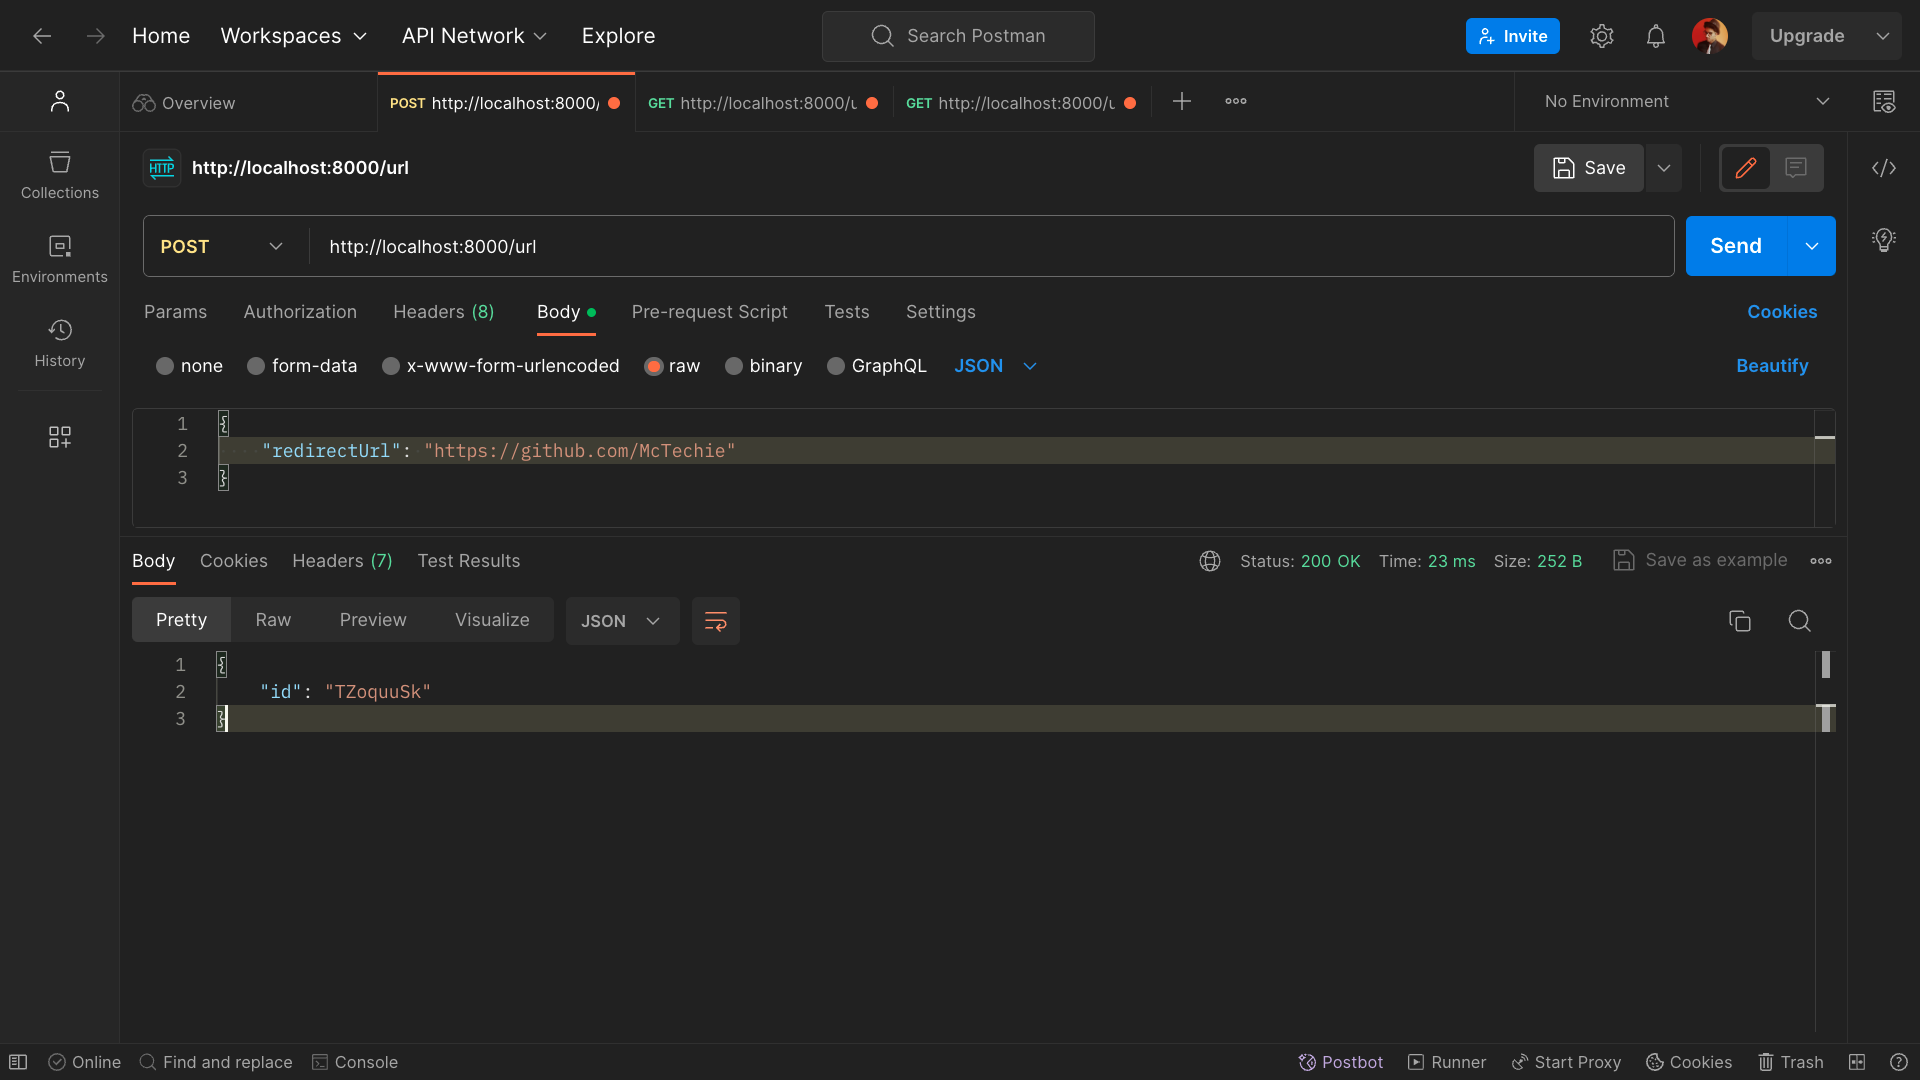 Home Workspaces API Network Explore Search Postman Invite Upgrade
Overview POST http://localhost:8000/ GET http://localhost:8000/u GET http://localhost:8000/u No Environment
HTTP http://localhost:8000/url Save
Collections
Environments
History
POST http://localhost:8000/url Send
Params Authorization Headers (8) Body Pre-request Script Tests Settings Cookies
none form-data x-www-form-urlencoded raw binary GraphQL JSON Beautify
1 {
2 "redirectUrl": "https://github.com/McTechie"
3 }
Body Cookies Headers (7) Test Results Status: 200 OK Time: 23 ms Size: 252 B Save as example
Pretty Raw Preview Visualize JSON
1 {
2 "id": "TZoquuSk"
3 }
Online Find and replace Console Postbot Runner Start Proxy Cookies Trash